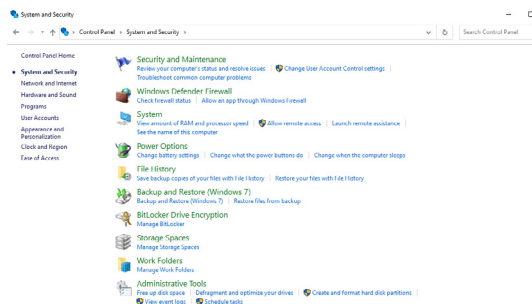 System and Security
Control Panel > System and Security >
Search Control Panel
Control Panel Home
System and Security
Network and Internet
Hardware and Sound
Programs
User Accounts
Appearance and
Personalization
Clock and Region
Ease of Access
Security and Maintenance
Review your computer's status and resolve issues | Change User Account Control settings |
Troubleshoot common computer problems
Windows Defender Firewall
Check firewall status | Allow an app through Windows Firewall
System
View amount of RAM and processor speed | Allow remote access | Launch remote assistance |
See the name of this computer
Power Options
Change battery settings | Change what the power buttons do | Change when the computer sleeps
File History
Save backup copies of your files with File History | Restore your files with File History
Backup and Restore (Windows 7)
Backup and Restore (Windows 7) | Restore files from backup
BitLocker Drive Encryption
Manage BitLocker
Storage Spaces
Manage Storage Spaces
Work Folders
Manage Work Folders
Administrative Tools
Free up disk space | Defragment and optimize your drives | Create and format hard disk partitions |
View event logs | Schedule tasks